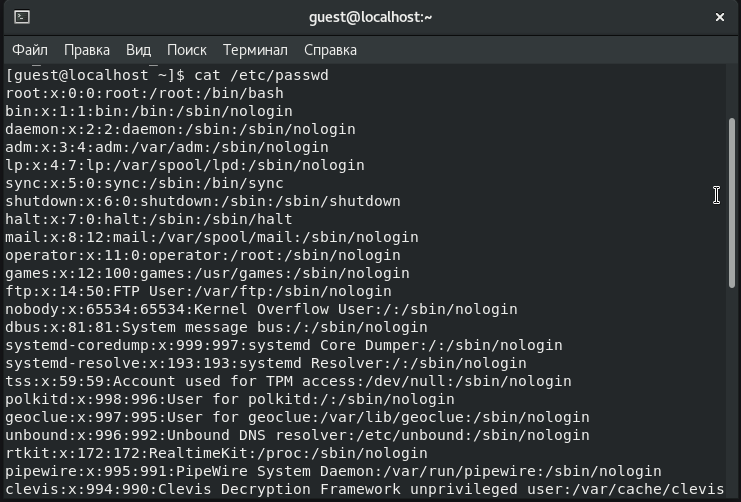 guest@localhost:~
Файл Правка Вид Поиск Терминал Справка
[guest@localhost ~]$ cat /etc/passwd
root:x:0:0:root:/root:/bin/bash
bin:x:1:1:bin:/bin:/sbin/nologin
daemon:x:2:2:daemon:/sbin:/sbin/nologin
adm:x:3:4:adm:/var/adm:/sbin/nologin
lp:x:4:7:lp:/var/spool/lpd:/sbin/nologin
sync:x:5:0:sync:/sbin:/bin/sync
shutdown:x:6:0:shutdown:/sbin:/sbin/shutdown
halt:x:7:0:halt:/sbin:/sbin/halt
mail:x:8:12:mail:/var/spool/mail:/sbin/nologin
operator:x:11:0:operator:/root:/sbin/nologin
games:x:12:100:games:/usr/games:/sbin/nologin
ftp:x:14:50:FTP User:/var/ftp:/sbin/nologin
nobody:x:65534:65534:Kernel Overflow User:/:/sbin/nologin
dbus:x:81:81:System message bus:/:/sbin/nologin
systemd-coredump:x:999:997:systemd Core Dumper:/:/sbin/nologin
systemd-resolve:x:193:193:systemd Resolver:/:/sbin/nologin
tss:x:59:59:Account used for TPM access:/dev/null:/sbin/nologin
polkitd:x:998:996:User for polkitd:/:/sbin/nologin
geoclue:x:997:995:User for geoclue:/var/lib/geoclue:/sbin/nologin
unbound:x:996:992:Unbound DNS resolver:/etc/unbound:/sbin/nologin
rtkit:x:172:172:RealtimeKit:/proc:/sbin/nologin
pipewire:x:995:991:PipeWire System Daemon:/var/run/pipewire:/sbin/nologin
clevis:x:994:990:Clevis Decryption Framework unprivileged user:/var/cache/clevis